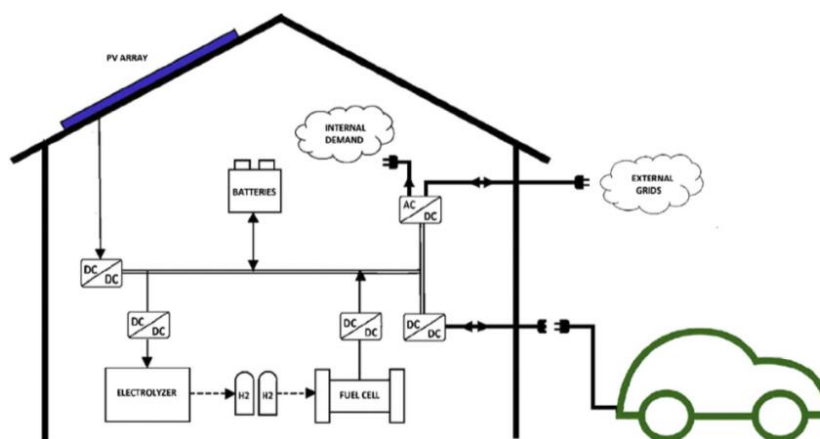 PV ARRAY
INTERNAL
DEMAND
BATTERIES
AC
DC
EXTERNAL
GRIDS
DC
DC
DC
DC
DC
DC
DC
DC
ELECTROLYZER
H2
H2
FUEL CELL